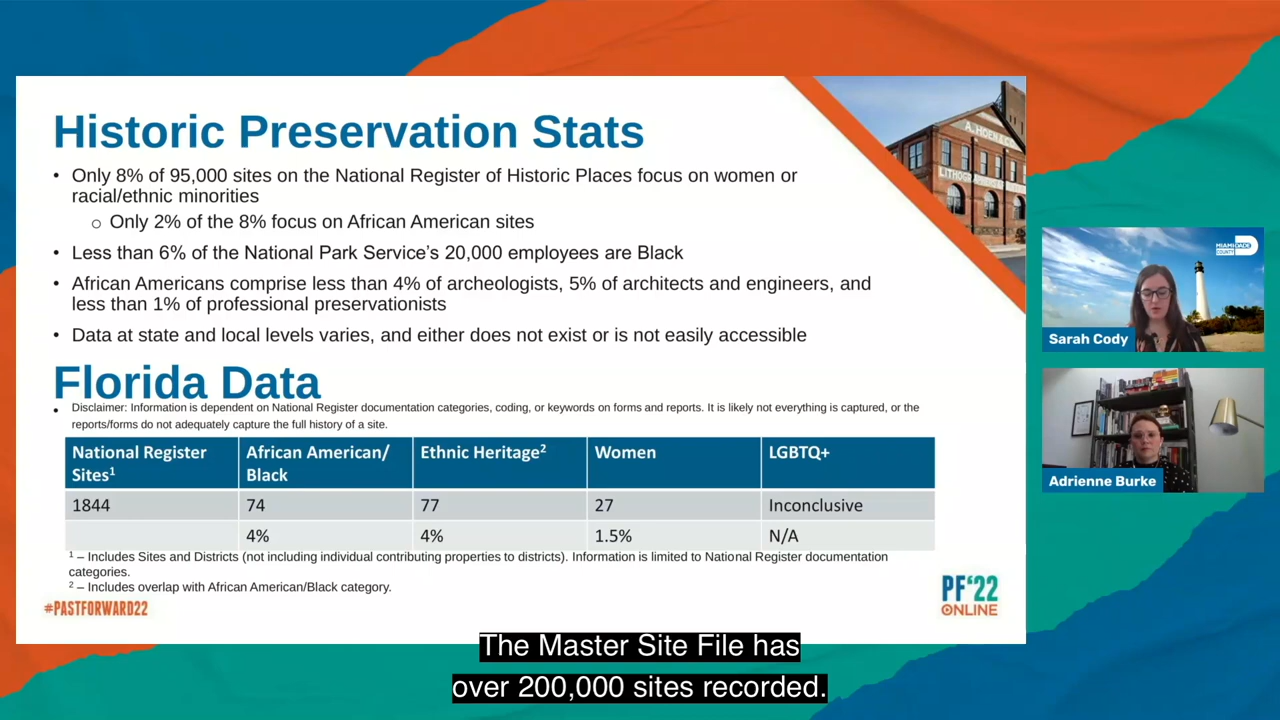 Historic Preservation Stats
• Only 8% of 95,000 sites on the National Register of Historic Places focus on women or
racial/ethnic minorities
o Only 2% of the 8% focus on African American sites
• Less than 6% of the National Park Service's 20,000 employees are Black
• African Americans comprise less than 4% of archeologists, 5% of architects and engineers, and
less than 1% of professional preservationists
• Data at state and local levels varies, and either does not exist or is not easily accessible
Florida Data
• Disclaimer: Information is dependent on National Register documentation categories, coding, or keywords on forms and reports. It is likely not everything is captured, or the
reports/forms do not adequately capture the full history of a site.
National Register Sites¹ African American/ Black Ethnic Heritage² Women LGBTQ+
1844 74 77 27 Inconclusive
4% 4% 1.5% N/A
¹ – Includes Sites and Districts (not including individual contributing properties to districts). Information is limited to National Register documentation
categories.
² – Includes overlap with African American/Black category.
#PASTFORWARD22
PF'22
ONLINE
A. HOEN &
LITHOGRAPHERS
MIAMI-DADE
COUNTY
Sarah Cody
Adrienne Burke
The Master Site File has
over 200,000 sites recorded.